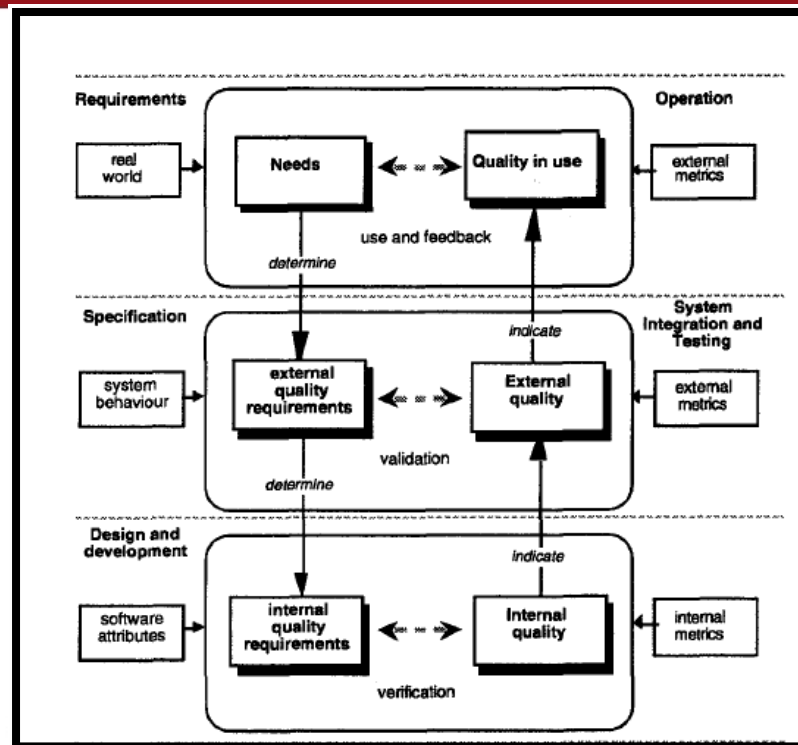 Requirements
Operation
real
world
Needs
Quality in use
external
metrics
use and feedback
determine
Specification
System
Integration and
Testing
indicate
system
behaviour
external
quality
requirements
External
quality
external
metrics
validation
determine
Design and
development
indicate
software
attributes
internal
quality
requirements
Internal
quality
internal
metrics
verification